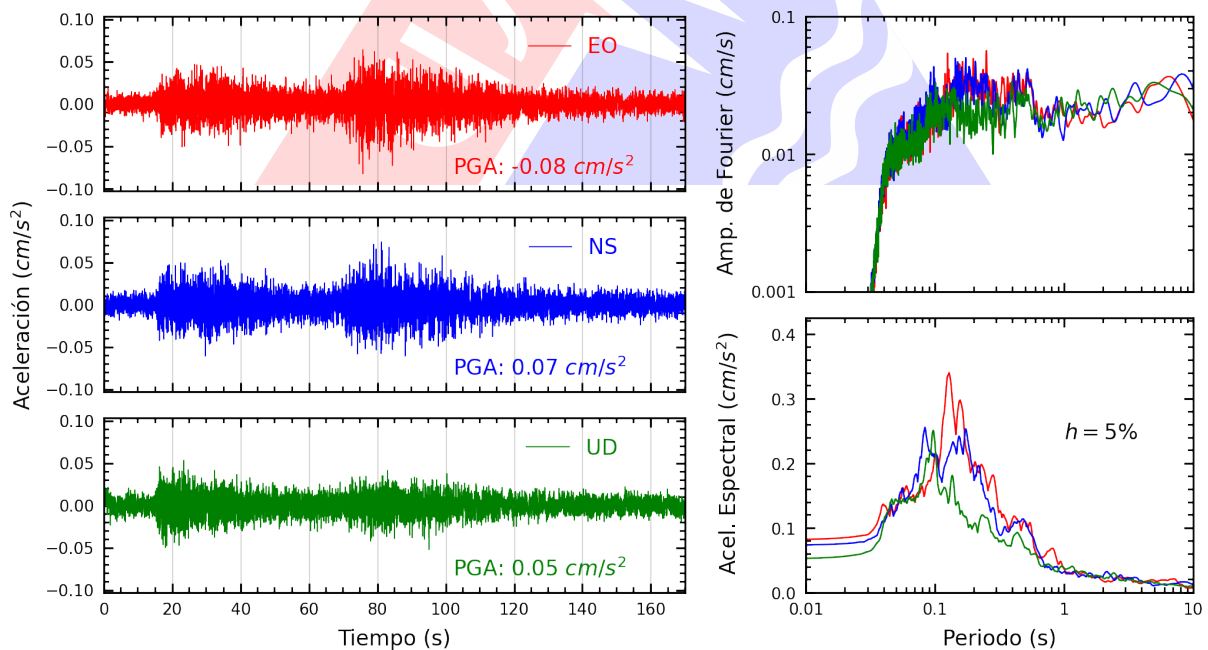 Aceleración (cm/s²)
0.10
0.05
0.00
−0.05
−0.10
EO
PGA: -0.08 cm/s²
0.10
0.05
0.00
−0.05
−0.10
NS
PGA: 0.07 cm/s²
0.10
0.05
0.00
−0.05
−0.10
UD
PGA: 0.05 cm/s²
0 20 40 60 80 100 120 140 160
Tiempo (s)
Amp. de Fourier (cm/s)
0.1
0.01
0.001
Acel. Espectral (cm/s²)
0.4
0.3
0.2
0.1
0.0
h = 5%
0.01 0.1 1 10
Periodo (s)